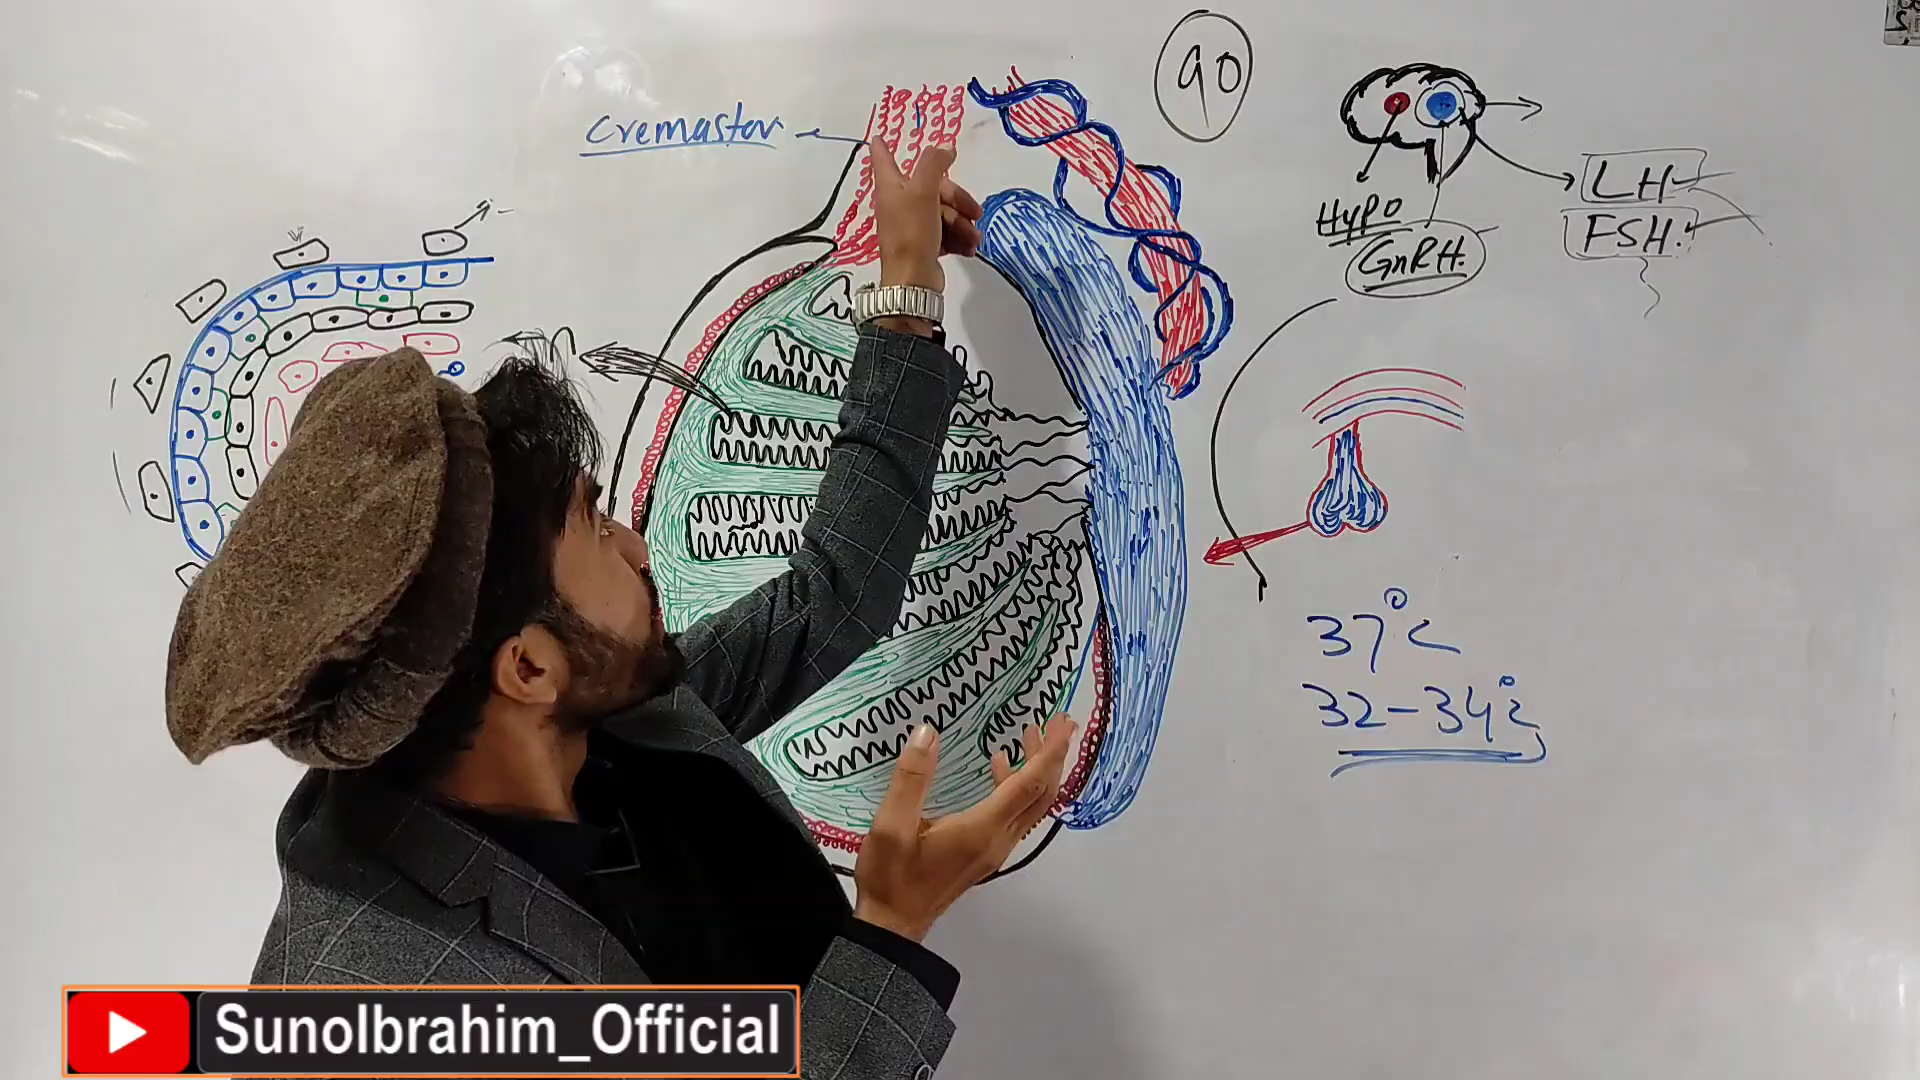 90
Cremaster
LH
Hypo
FSH.
GnRH.
37°C
32-34°C
SunoIbrahim_Official